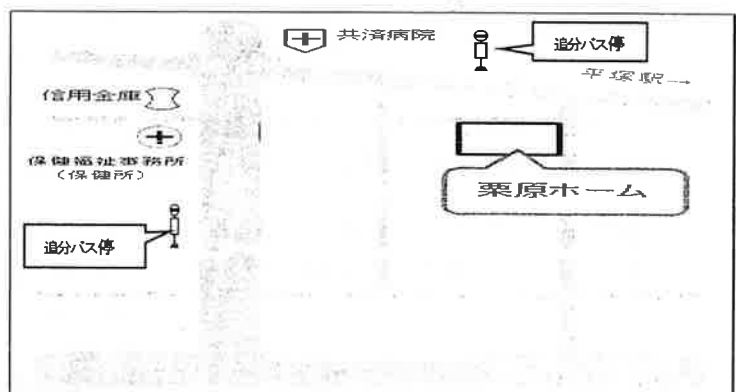 共済病院
追分バス停
平塚駅→
信用金庫
保健福祉事務所
（保健所）
栗原ホーム
追分バス停